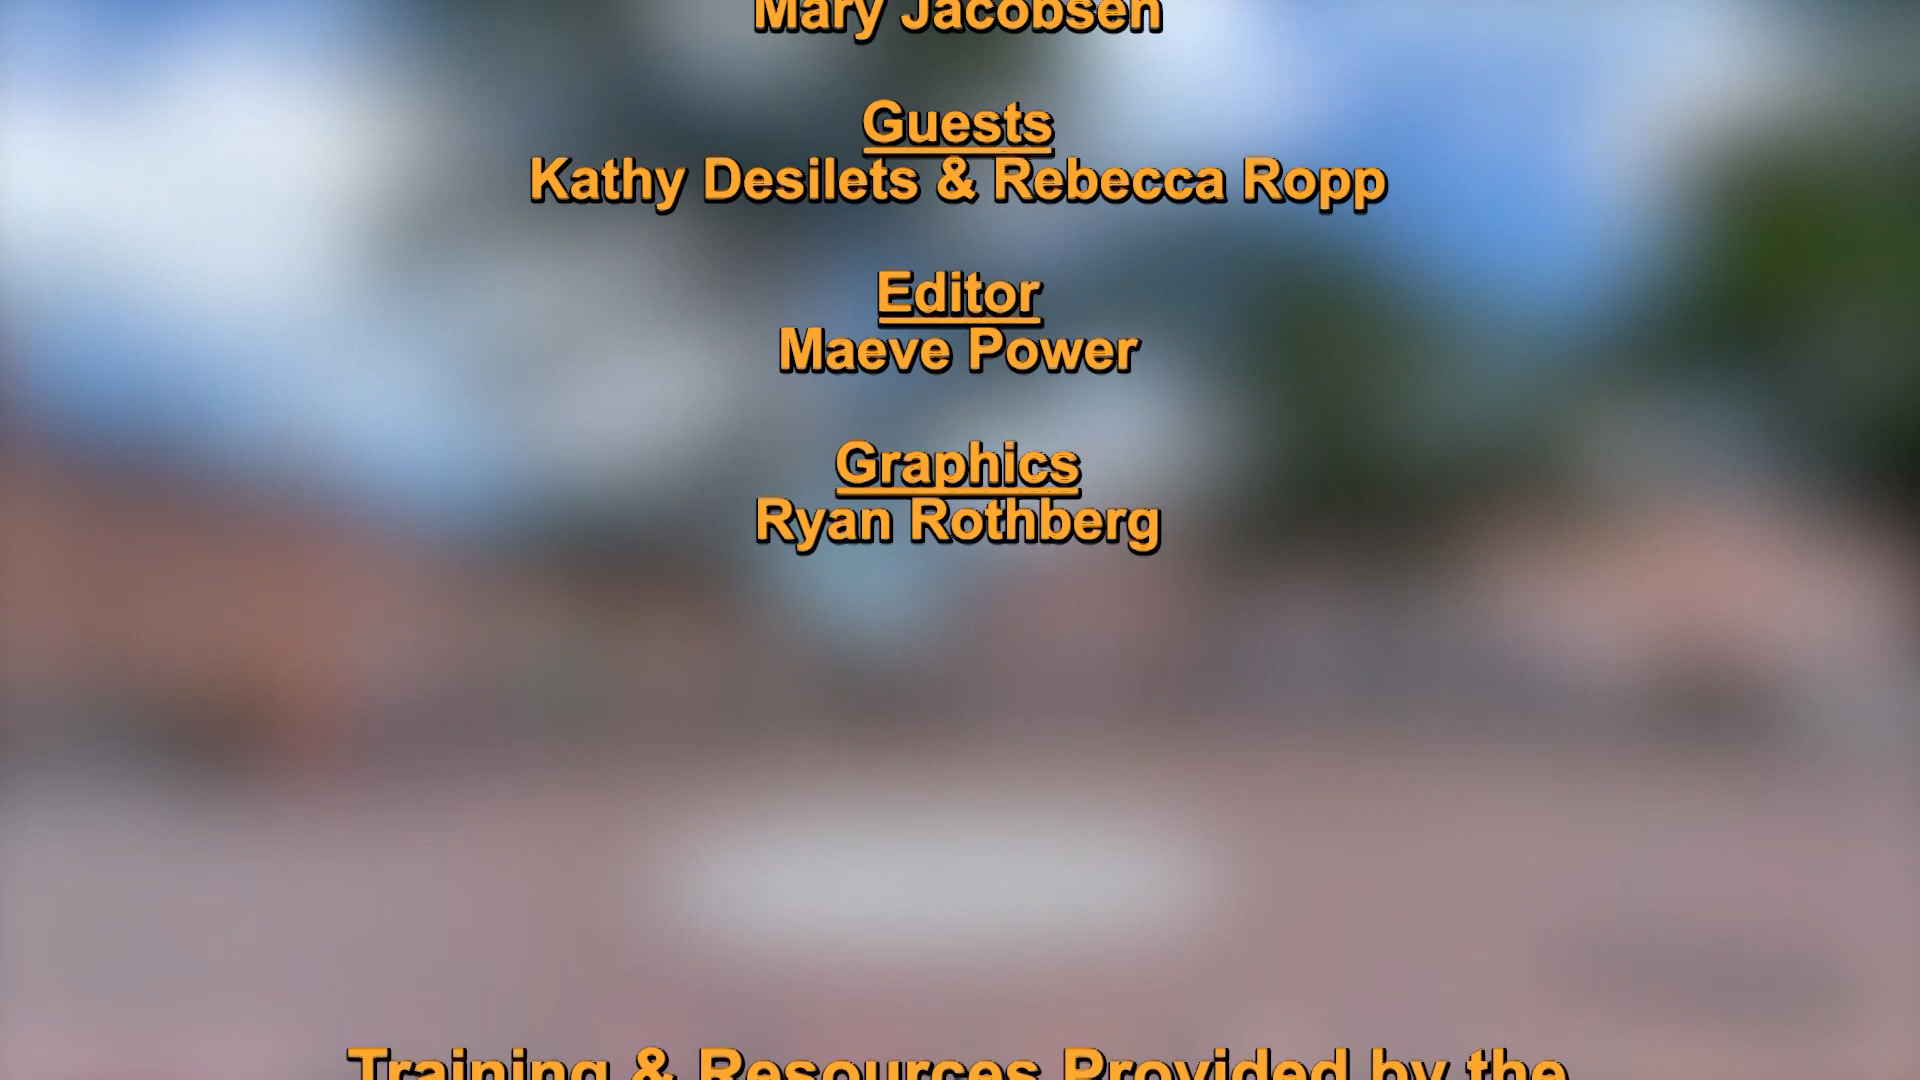 Mary Jacobsen
Guests
Kathy Desilets & Rebecca Ropp
Editor
Maeve Power
Graphics
Ryan Rothberg
Training & Resources Provided by the